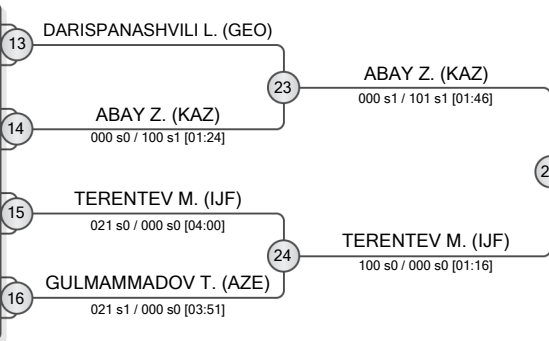 13
DARISPANASHVILI L. (GEO)
23
ABAY Z. (KAZ)
000 s1 / 101 s1 [01:46]
14
ABAY Z. (KAZ)
000 s0 / 100 s1 [01:24]
15
TERENTEV M. (IJF)
021 s0 / 000 s0 [04:00]
24
TERENTEV M. (IJF)
100 s0 / 000 s0 [01:16]
16
GULMAMMADOV T. (AZE)
021 s1 / 000 s0 [03:51]